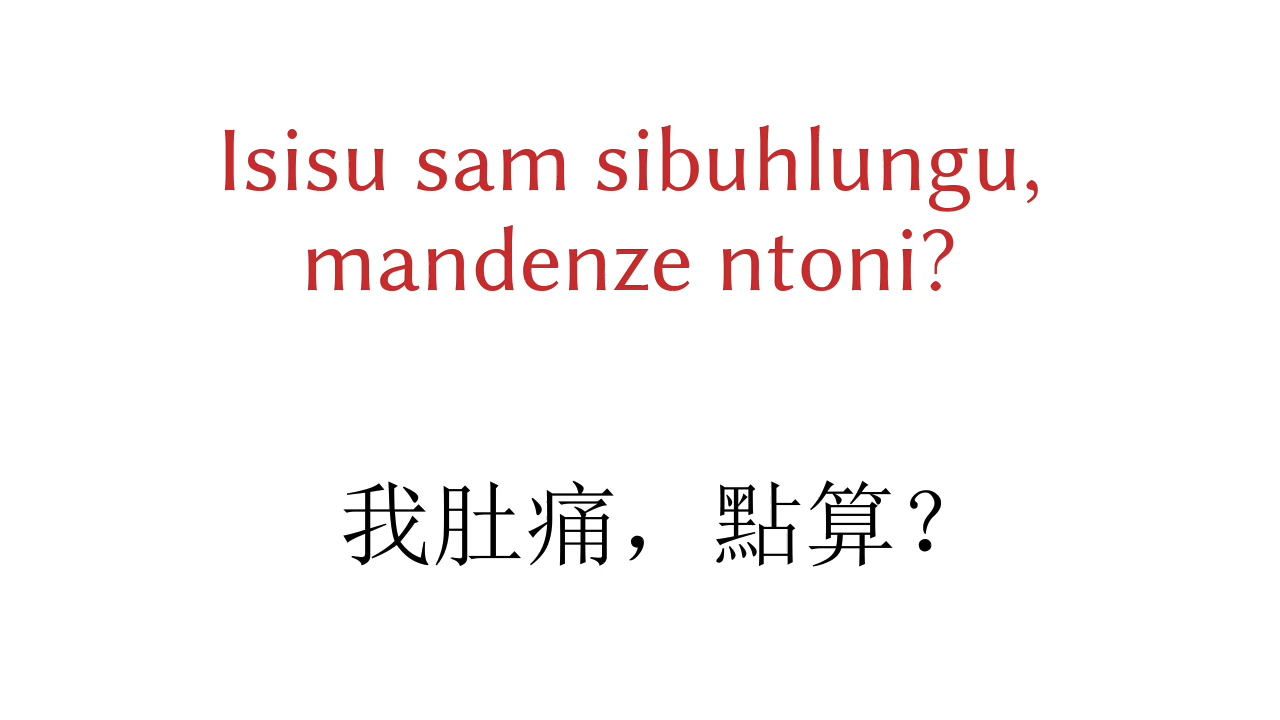 Isisu sam sibuhlungu,
mandenze ntoni?
我肚痛，點算？